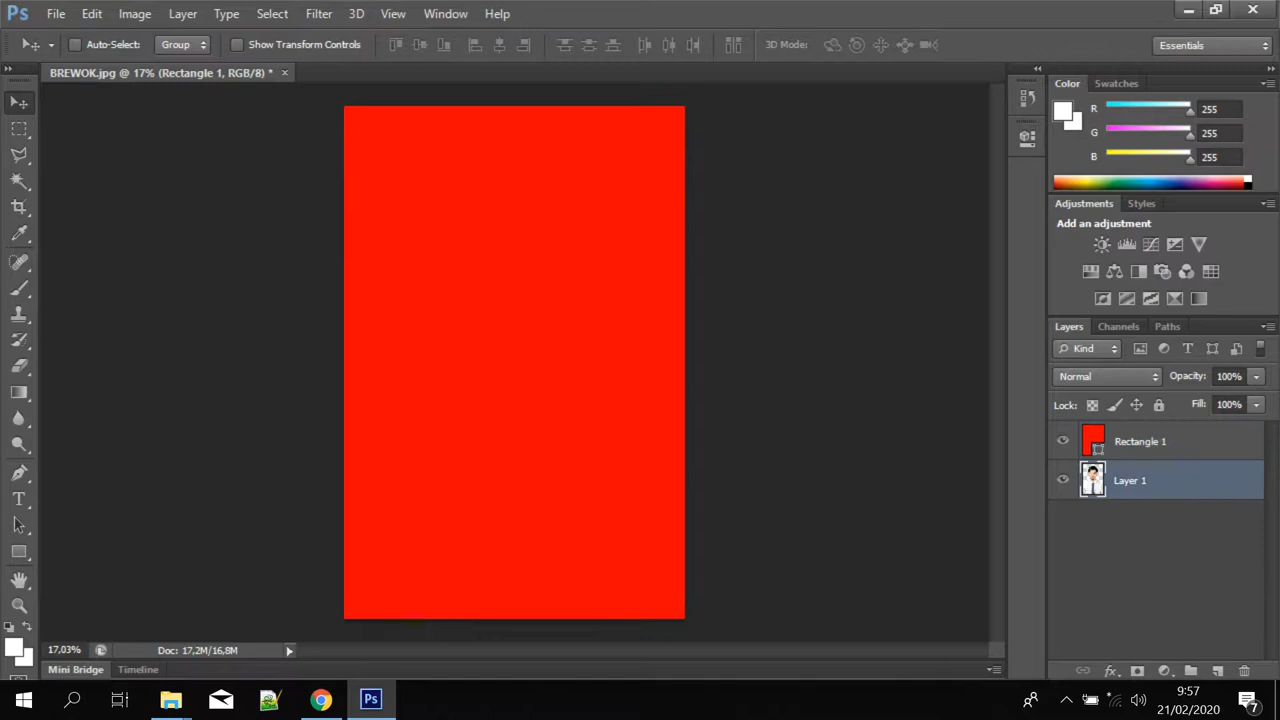 Ps File Edit Image Layer Type Select Filter 3D View Window Help
Auto-Select: Group Show Transform Controls 3D Mode: Essentials
BREWOK.jpg @ 17% (Rectangle 1, RGB/8) * ×
Color Swatches
R 255
G 255
B 255
Adjustments Styles
Add an adjustment
Layers Channels Paths
Kind T
Normal Opacity: 100%
Lock: Fill: 100%
Rectangle 1
Layer 1
T
17,03% Doc: 17,2M/16,8M
fx
Mini Bridge Timeline
Ps
9:57
21/02/2020
7